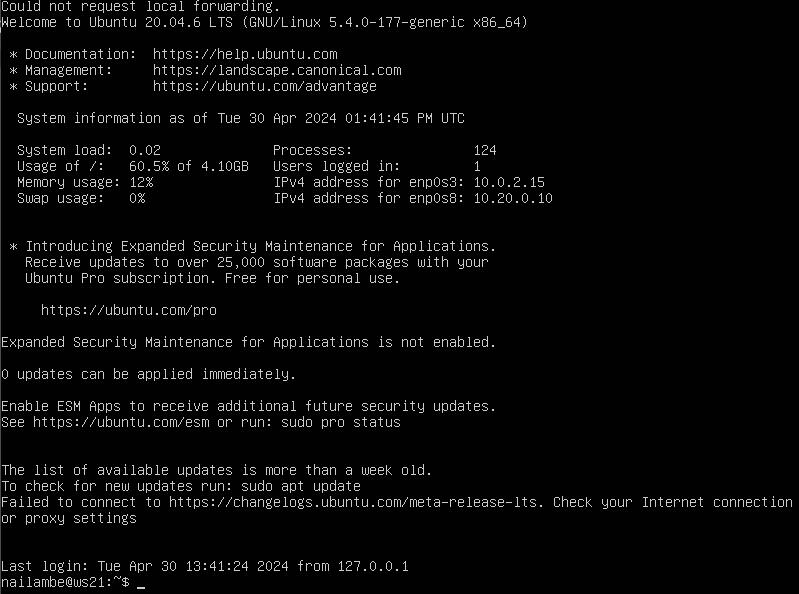 Could not request local forwarding.
Welcome to Ubuntu 20.04.6 LTS (GNU/Linux 5.4.0-177-generic x86_64)
* Documentation:  https://help.ubuntu.com
* Management:     https://landscape.canonical.com
* Support:        https://ubuntu.com/advantage
System information as of Tue 30 Apr 2024 01:41:45 PM UTC
System load:  0.02              Processes:               124
Usage of /:   60.5% of 4.10GB   Users logged in:         1
Memory usage: 12%               IPv4 address for enp0s3: 10.0.2.15
Swap usage:   0%                IPv4 address for enp0s8: 10.20.0.10
* Introducing Expanded Security Maintenance for Applications.
Receive updates to over 25,000 software packages with your
Ubuntu Pro subscription. Free for personal use.
https://ubuntu.com/pro
Expanded Security Maintenance for Applications is not enabled.
0 updates can be applied immediately.
Enable ESM Apps to receive additional future security updates.
See https://ubuntu.com/esm or run: sudo pro status
The list of available updates is more than a week old.
To check for new updates run: sudo apt update
Failed to connect to https://changelogs.ubuntu.com/meta-release-lts. Check your Internet connection
or proxy settings
Last login: Tue Apr 30 13:41:24 2024 from 127.0.0.1
nailambe@ws21:~$ _